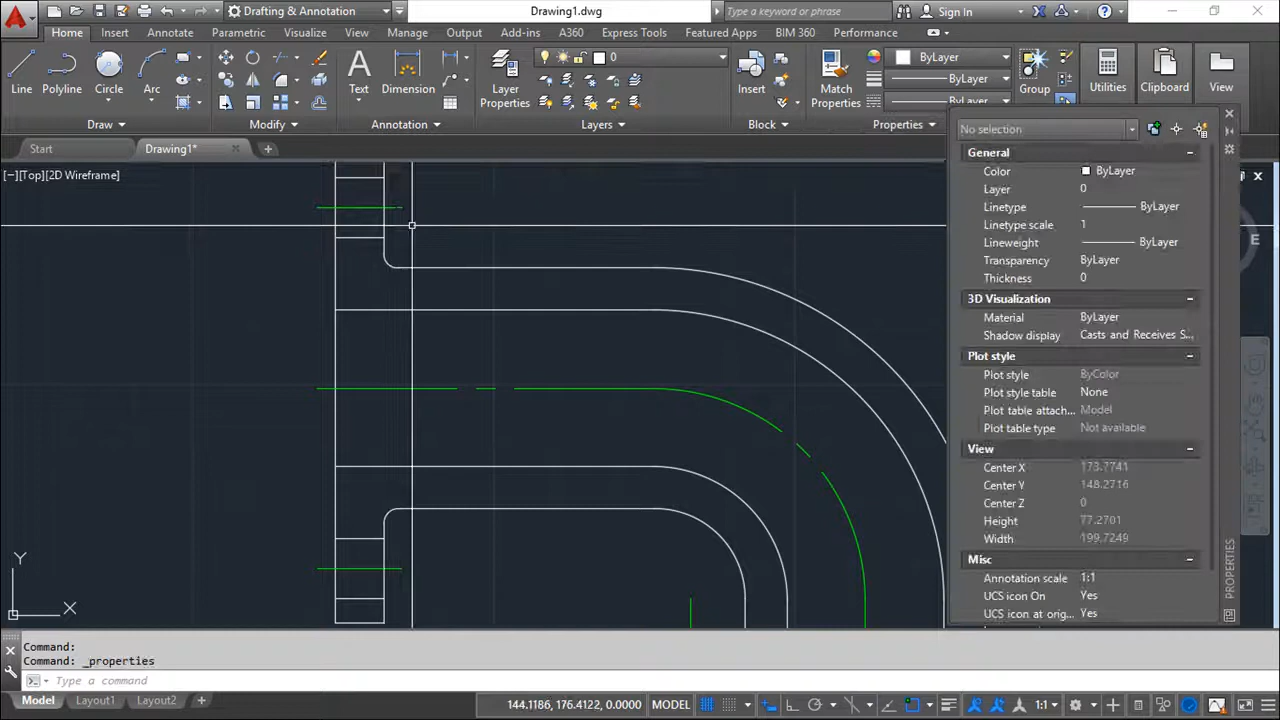 Drafting & Annotation
Drawing1.dwg
Type a keyword or phrase
Sign In
Home Insert Annotate Parametric Visualize View Manage Output Add-ins A360 Express Tools Featured Apps BIM 360 Performance
0
ByLayer
Line Polyline Circle Arc
Text Dimension
Layer Properties
Insert
Match Properties
ByLayer
ByLayer
Group
Utilities Clipboard View
Draw Modify Annotation Layers Block Properties
Start Drawing1* +
[−][Top][2D Wireframe]
E
Y
X
No selection
General
Color ByLayer
Layer 0
Linetype ByLayer
Linetype scale 1
Lineweight ByLayer
Transparency ByLayer
Thickness 0
3D Visualization
Material ByLayer
Shadow display Casts and Receives S...
Plot style
Plot style ByColor
Plot style table None
Plot table attach... Model
Plot table type Not available
View
Center X 173.7741
Center Y 148.2716
Center Z 0
Height 77.2701
Width 199.7249
Misc
Annotation scale 1:1
UCS icon On Yes
UCS icon at orig... Yes
PROPERTIES
Command:
Command: _properties
Type a command
Model Layout1 Layout2 +
144.1186, 176.4122, 0.0000 MODEL
1:1